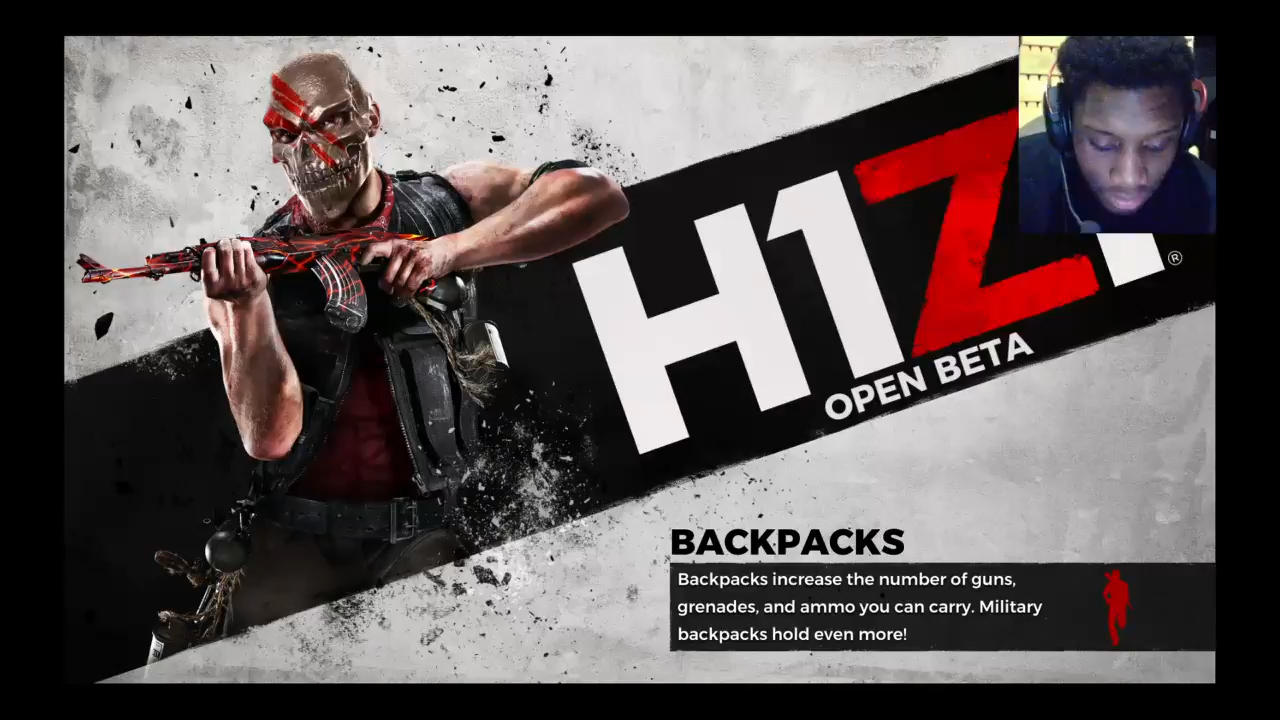 H1Z1
®
OPEN BETA
BACKPACKS
Backpacks increase the number of guns,
grenades, and ammo you can carry. Military
backpacks hold even more!